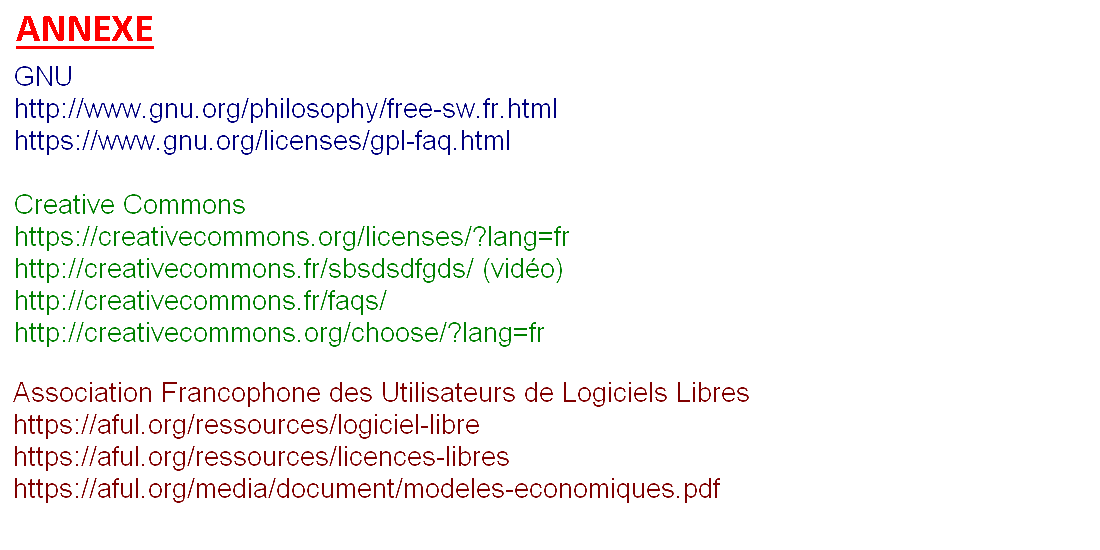 ANNEXE
GNU
http://www.gnu.org/philosophy/free-sw.fr.html
https://www.gnu.org/licenses/gpl-faq.html
Creative Commons
https://creativecommons.org/licenses/?lang=fr
http://creativecommons.fr/sbsdsdfgds/ (vidéo)
http://creativecommons.fr/faqs/
http://creativecommons.org/choose/?lang=fr
Association Francophone des Utilisateurs de Logiciels Libres
https://aful.org/ressources/logiciel-libre
https://aful.org/ressources/licences-libres
https://aful.org/media/document/modeles-economiques.pdf